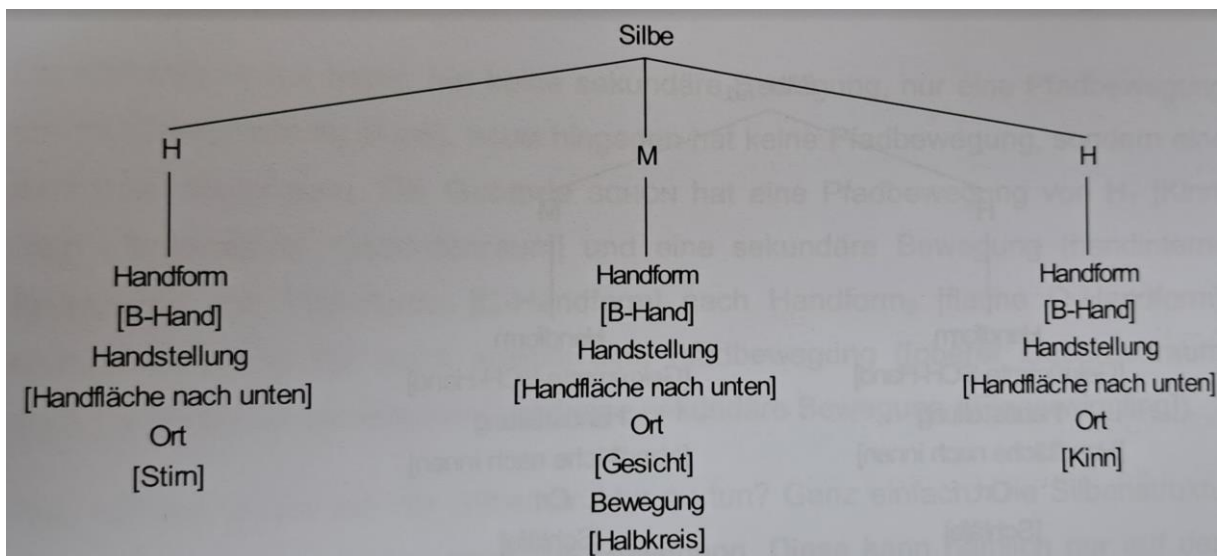 Silbe
H
Handform
[B-Hand]
Handstellung
[Handfläche nach unten]
Ort
[Stirn]
M
Handform
[B-Hand]
Handstellung
[Handfläche nach unten]
Ort
[Gesicht]
Bewegung
[Halbkreis]
H
Handform
[B-Hand]
Handstellung
[Handfläche nach unten]
Ort
[Kinn]